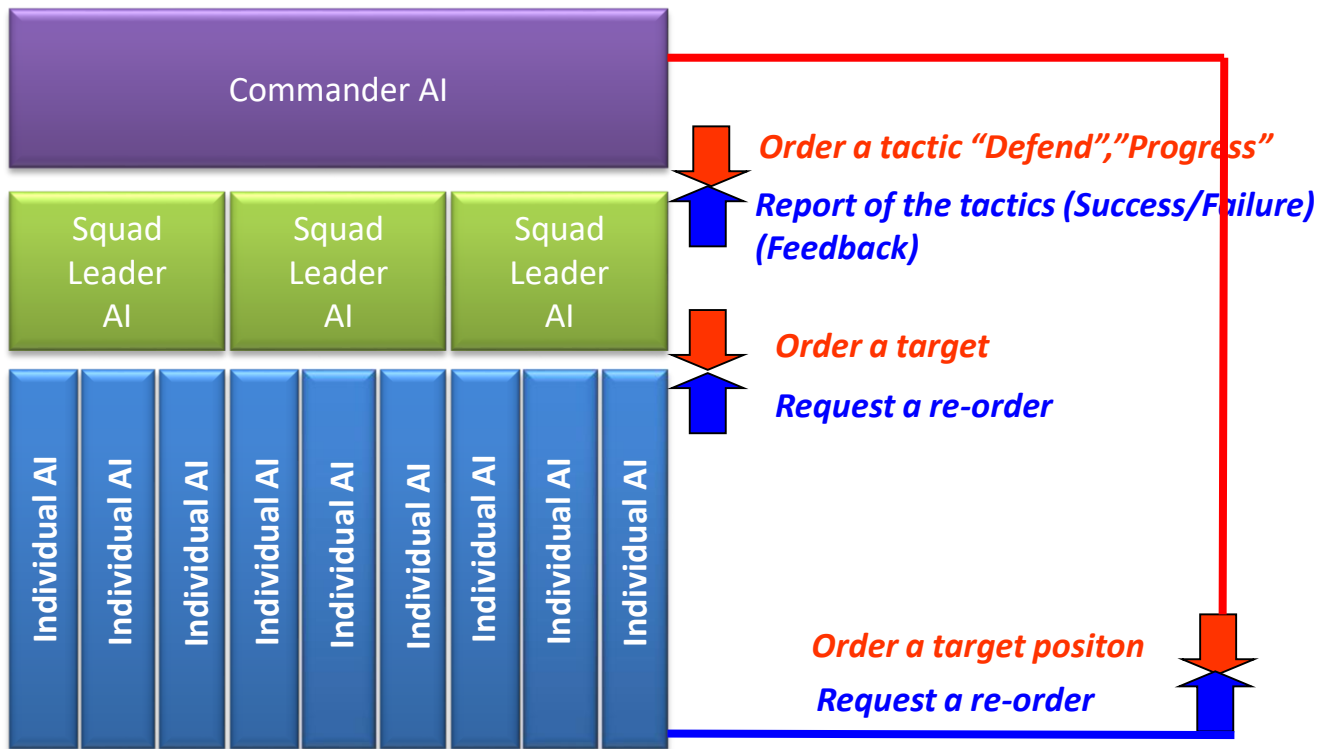 Commander AI
Order a tactic “Defend”,”Progress”
Report of the tactics (Success/Failure)
(Feedback)
Squad
Leader
AI
Squad
Leader
AI
Squad
Leader
AI
Order a target
Request a re-order
Individual AI
Individual AI
Individual AI
Individual AI
Individual AI
Individual AI
Individual AI
Individual AI
Individual AI
Order a target positon
Request a re-order